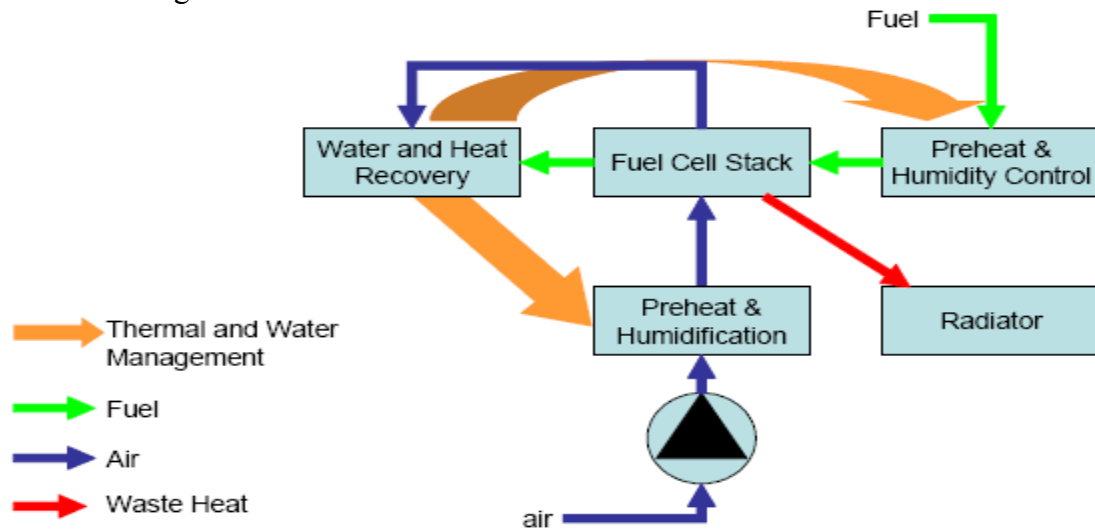 Fuel
Water and Heat
Recovery
Fuel Cell Stack
Preheat &
Humidity Control
Preheat &
Humidification
Radiator
Thermal and Water
Management
Fuel
Air
Waste Heat
air